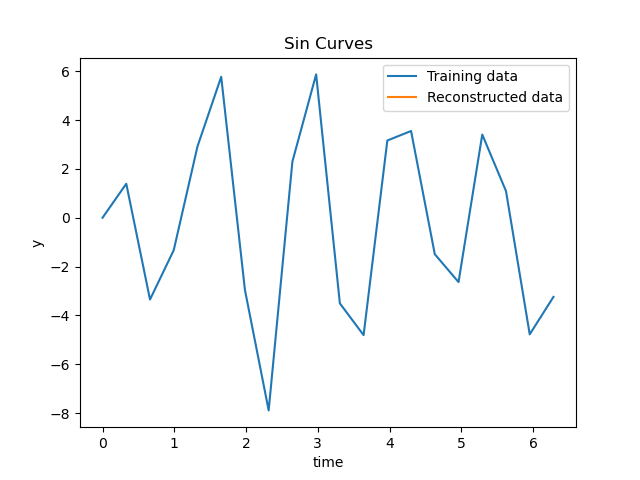 Sin Curves
Training data
Reconstructed data
6
4
2
0
−2
−4
−6
−8
y
0 1 2 3 4 5 6
time